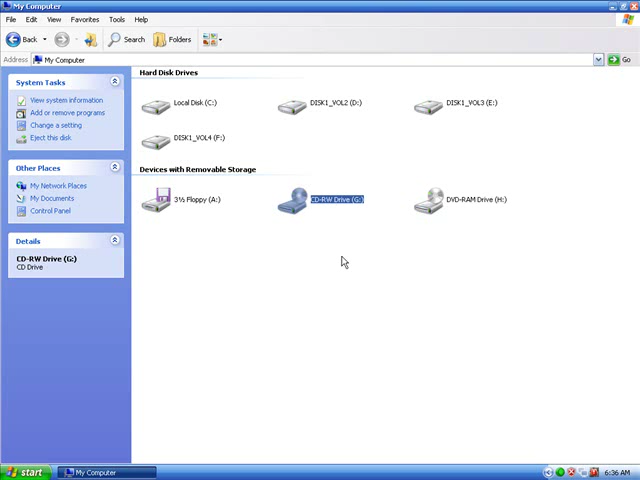 My Computer
File Edit View Favorites Tools Help
Back Search Folders
Address My Computer Go
System Tasks
View system information
Add or remove programs
Change a setting
Eject this disk
Other Places
My Network Places
My Documents
Control Panel
Details
CD-RW Drive (G:)
CD Drive
Hard Disk Drives
Local Disk (C:) DISK1_VOL2 (D:) DISK1_VOL3 (E:)
DISK1_VOL4 (F:)
Devices with Removable Storage
3½ Floppy (A:) CD-RW Drive (G:) DVD-RAM Drive (H:)
start My Computer 6:36 AM